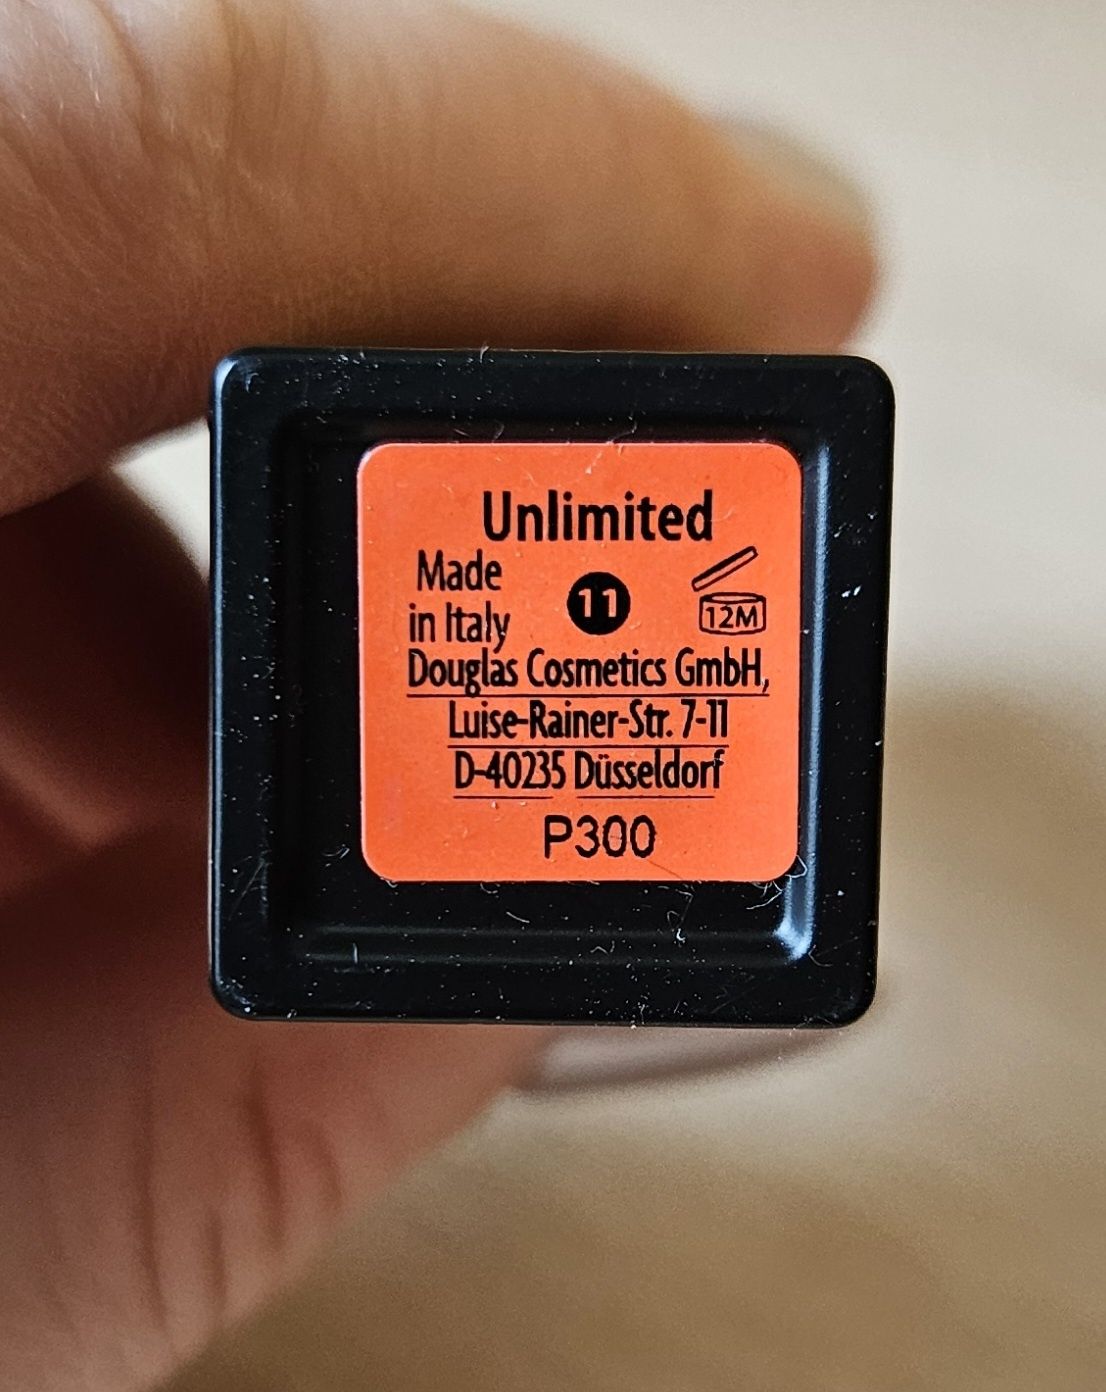 Unlimited
Made
in Italy
11
12M
Douglas Cosmetics GmbH,
Luise-Rainer-Str. 7-11
D-40235 Düsseldorf
P300